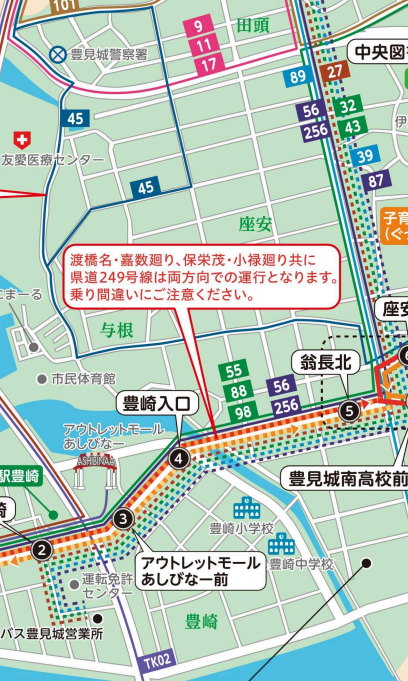 101
9
11
17
田頭
豊見城警察署
中央図
89
27
45
56
32
256
43
伊
友愛医療センター
39
45
87
座安
子育
(ぐっ
渡橋名・嘉数廻り、保栄茂・小禄廻り共に
県道249号線は両方向での運行となります。
乗り間違いにご注意ください。
こまーる
座安
与根
翁長北
55
88
56
98
256
市民体育館
豊崎入口
5
アウトレットモール
あしびなー
ASHIBINAA
4
駅豊崎
豊見城南高校前
崎
3
豊崎小学校
2
アウトレットモール
あしびなー前
豊崎中学校
運転免許
センター
豊崎
バス豊見城営業所
TK02